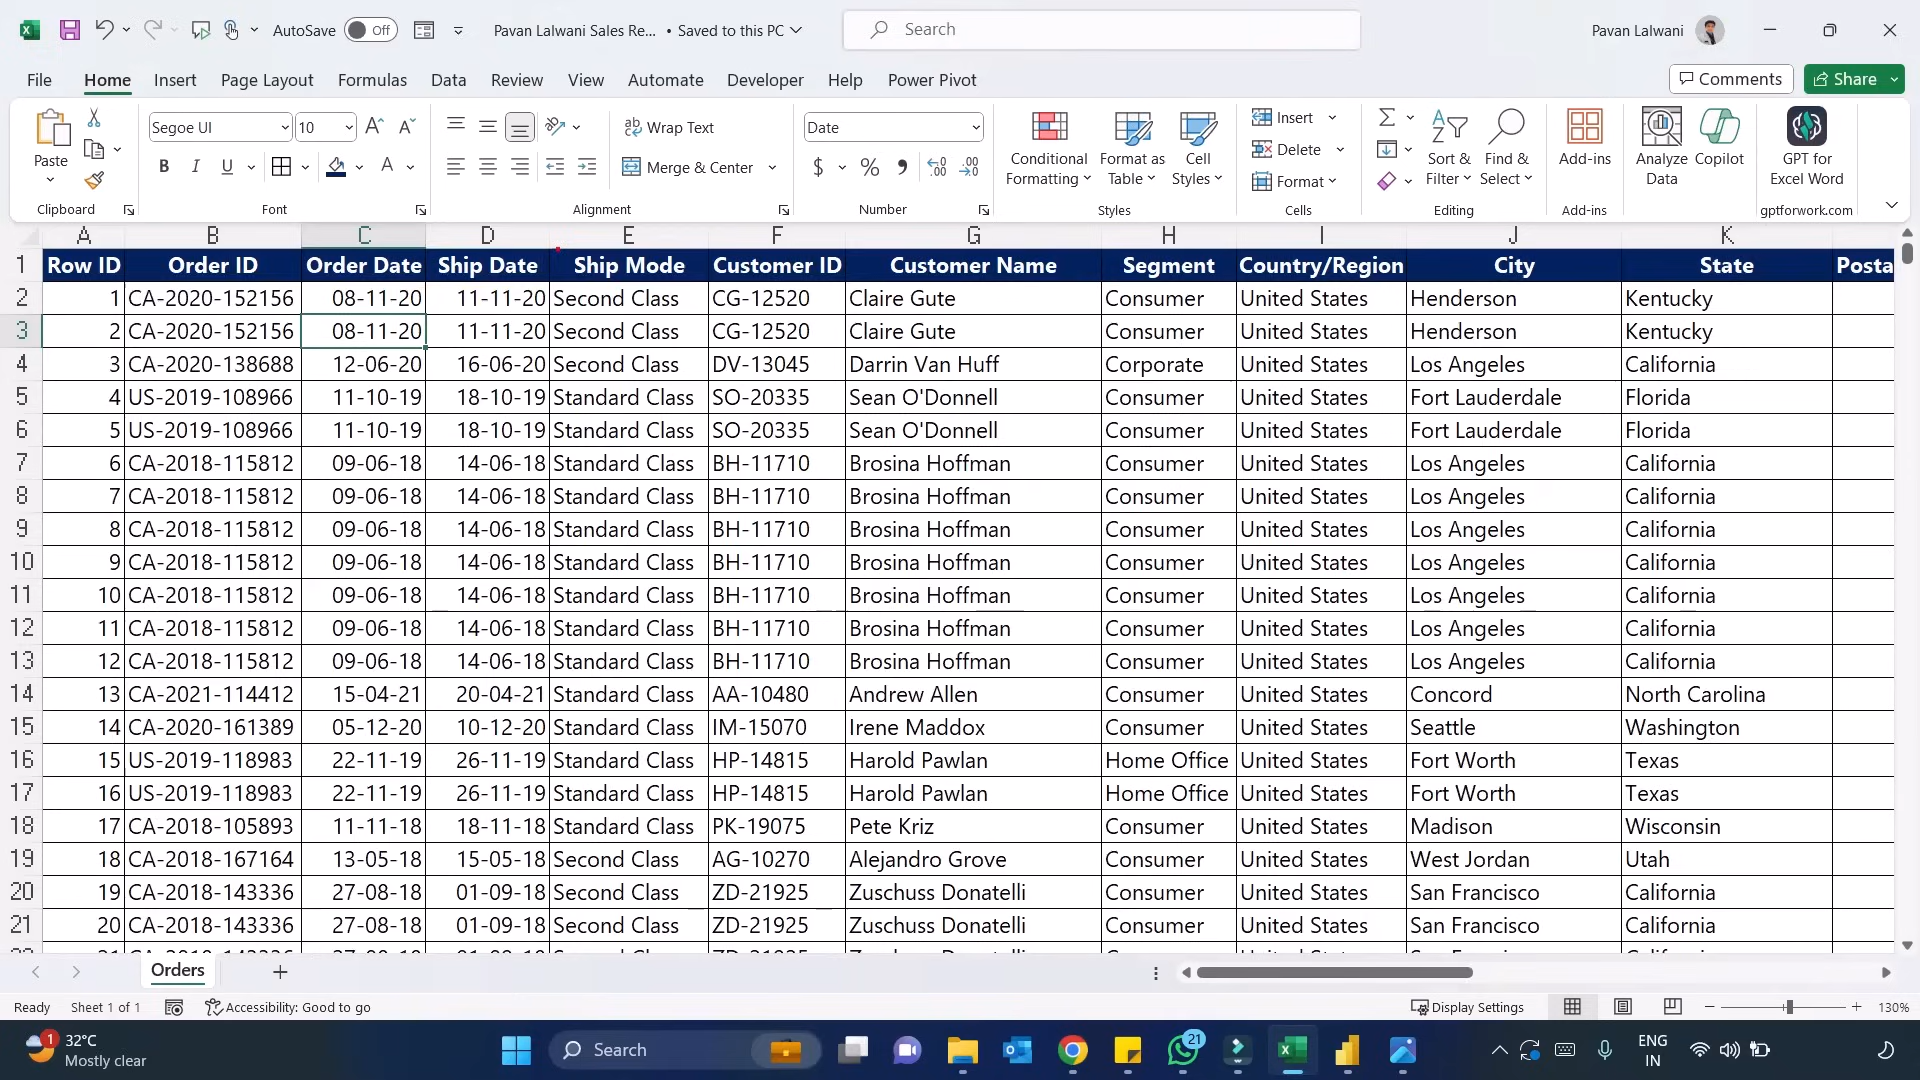 AutoSave Off Pavan Lalwani Sales Re... • Saved to this PC Search Pavan Lalwani
File Home Insert Page Layout Formulas Data Review View Automate Developer Help Power Pivot Comments Share
Paste Segoe UI 10 Wrap Text Date Insert
B I U Merge & Center $ % Conditional Formatting Format as Table Cell Styles Delete Format Sort & Filter Find & Select Add-ins Analyze Data Copilot GPT for Excel Word
Clipboard Font Alignment Number Styles Cells Editing Add-ins gptforwork.com
A B C D E F G H I J K
1 Row ID Order ID Order Date Ship Date Ship Mode Customer ID Customer Name Segment Country/Region City State Posta
2 1 CA-2020-152156 08-11-20 11-11-20 Second Class CG-12520 Claire Gute Consumer United States Henderson Kentucky
3 2 CA-2020-152156 08-11-20 11-11-20 Second Class CG-12520 Claire Gute Consumer United States Henderson Kentucky
4 3 CA-2020-138688 12-06-20 16-06-20 Second Class DV-13045 Darrin Van Huff Corporate United States Los Angeles California
5 4 US-2019-108966 11-10-19 18-10-19 Standard Class SO-20335 Sean O'Donnell Consumer United States Fort Lauderdale Florida
6 5 US-2019-108966 11-10-19 18-10-19 Standard Class SO-20335 Sean O'Donnell Consumer United States Fort Lauderdale Florida
7 6 CA-2018-115812 09-06-18 14-06-18 Standard Class BH-11710 Brosina Hoffman Consumer United States Los Angeles California
8 7 CA-2018-115812 09-06-18 14-06-18 Standard Class BH-11710 Brosina Hoffman Consumer United States Los Angeles California
9 8 CA-2018-115812 09-06-18 14-06-18 Standard Class BH-11710 Brosina Hoffman Consumer United States Los Angeles California
10 9 CA-2018-115812 09-06-18 14-06-18 Standard Class BH-11710 Brosina Hoffman Consumer United States Los Angeles California
11 10 CA-2018-115812 09-06-18 14-06-18 Standard Class BH-11710 Brosina Hoffman Consumer United States Los Angeles California
12 11 CA-2018-115812 09-06-18 14-06-18 Standard Class BH-11710 Brosina Hoffman Consumer United States Los Angeles California
13 12 CA-2018-115812 09-06-18 14-06-18 Standard Class BH-11710 Brosina Hoffman Consumer United States Los Angeles California
14 13 CA-2021-114412 15-04-21 20-04-21 Standard Class AA-10480 Andrew Allen Consumer United States Concord North Carolina
15 14 CA-2020-161389 05-12-20 10-12-20 Standard Class IM-15070 Irene Maddox Consumer United States Seattle Washington
16 15 US-2019-118983 22-11-19 26-11-19 Standard Class HP-14815 Harold Pawlan Home Office United States Fort Worth Texas
17 16 US-2019-118983 22-11-19 26-11-19 Standard Class HP-14815 Harold Pawlan Home Office United States Fort Worth Texas
18 17 CA-2018-105893 11-11-18 18-11-18 Standard Class PK-19075 Pete Kriz Consumer United States Madison Wisconsin
19 18 CA-2018-167164 13-05-18 15-05-18 Second Class AG-10270 Alejandro Grove Consumer United States West Jordan Utah
20 19 CA-2018-143336 27-08-18 01-09-18 Second Class ZD-21925 Zuschuss Donatelli Consumer United States San Francisco California
21 20 CA-2018-143336 27-08-18 01-09-18 Second Class ZD-21925 Zuschuss Donatelli Consumer United States San Francisco California
Orders
Ready Sheet 1 of 1 Accessibility: Good to go Display Settings 130%
1 32°C Mostly clear Search 21 ENG IN